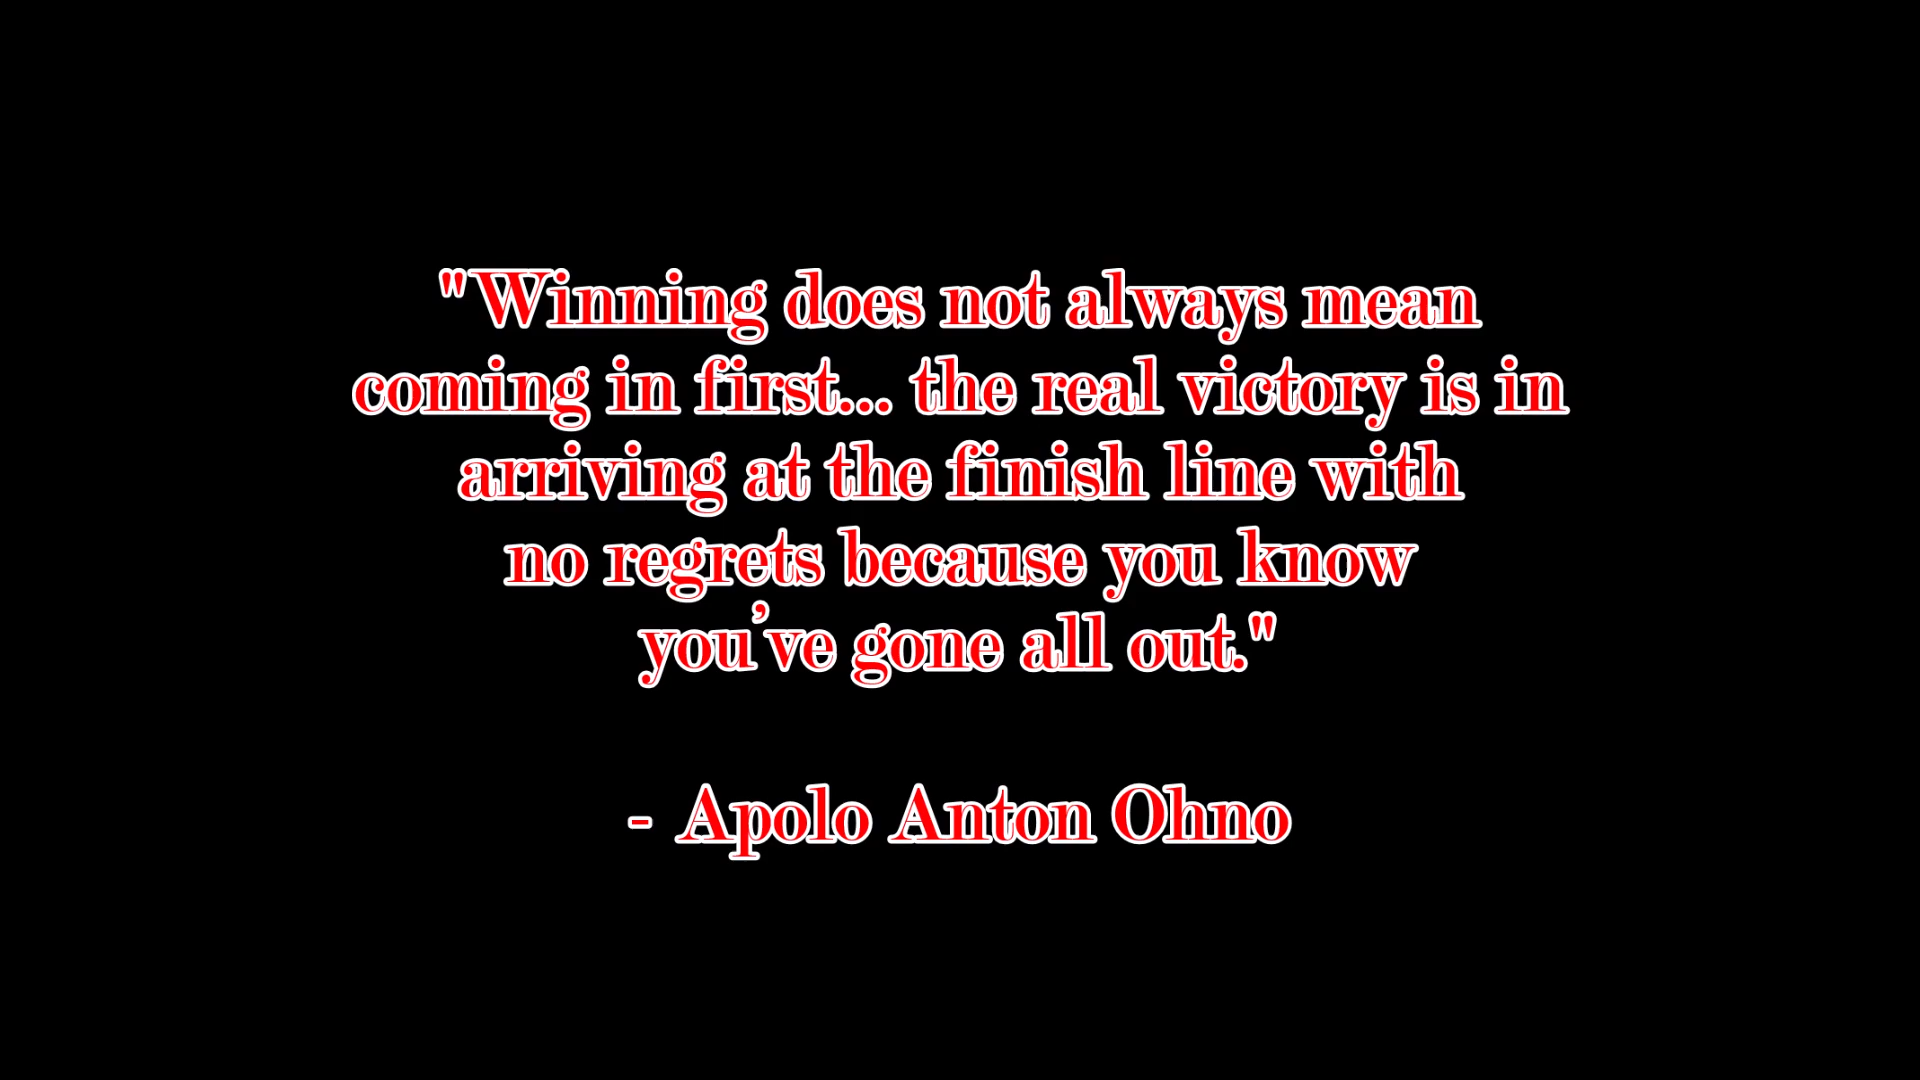 "Winning does not always mean
coming in first... the real victory is in
arriving at the finish line with
no regrets because you know
you've gone all out."
- Apolo Anton Ohno